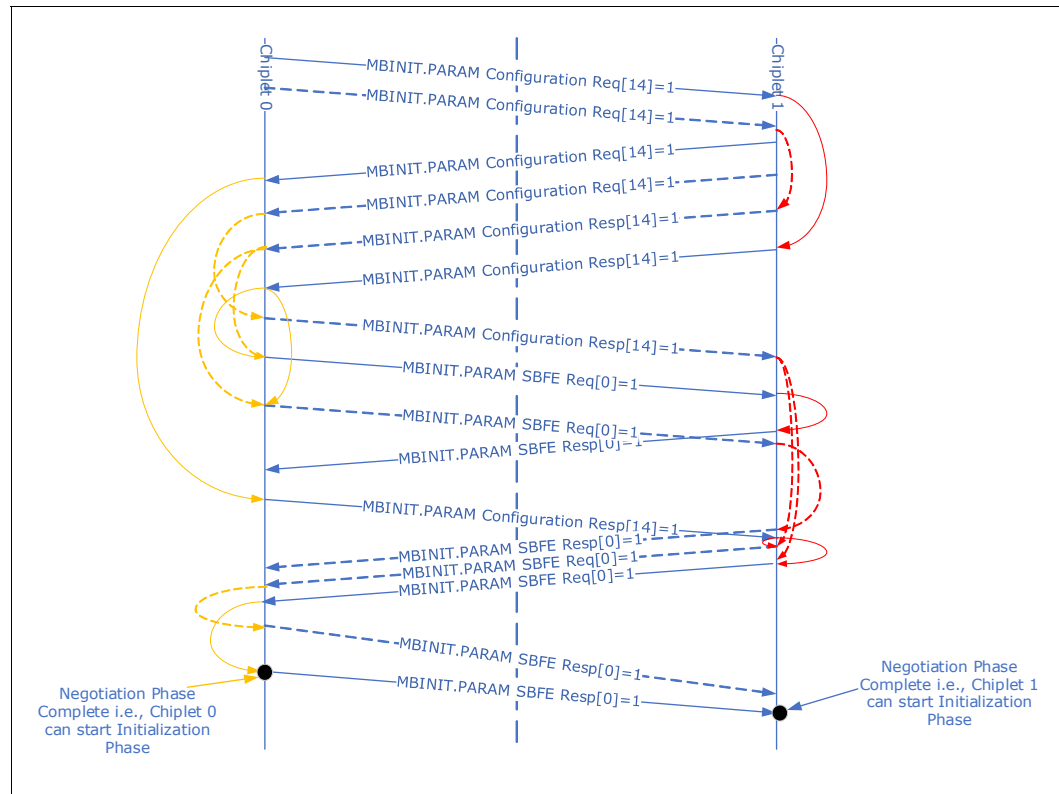 -Chiplet 0
-Chiplet 1
MBINIT.PARAM Configuration Req[14]=1
MBINIT.PARAM Configuration Req[14]=1
MBINIT.PARAM Configuration Req[14]=1
MBINIT.PARAM Configuration Req[14]=1
MBINIT.PARAM Configuration Resp[14]=1
MBINIT.PARAM Configuration Resp[14]=1
MBINIT.PARAM Configuration Resp[14]=1
MBINIT.PARAM SBFE Req[0]=1
MBINIT.PARAM SBFE Req[0]=1
MBINIT.PARAM SBFE Resp[0]=1
MBINIT.PARAM Configuration Resp[14]=1
MBINIT.PARAM SBFE Resp[0]=1
MBINIT.PARAM SBFE Req[0]=1
MBINIT.PARAM SBFE Req[0]=1
MBINIT.PARAM SBFE Resp[0]=1
MBINIT.PARAM SBFE Resp[0]=1
Negotiation Phase
Complete i.e., Chiplet 0
can start Initialization
Phase
Negotiation Phase
Complete i.e., Chiplet 1
can start Initialization
Phase